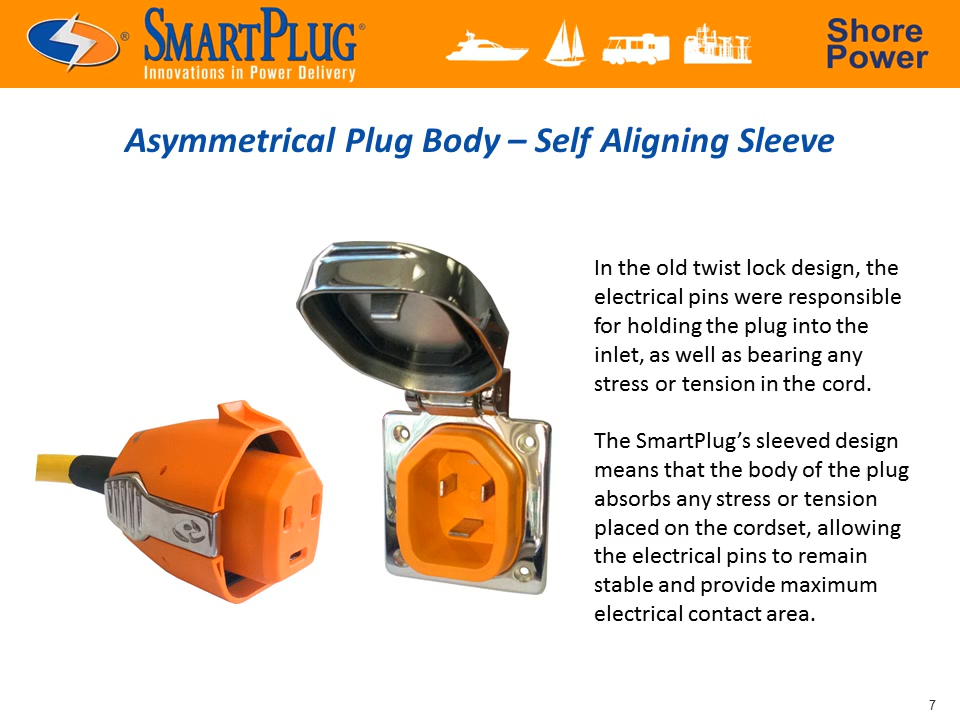 SMARTPLUG®
®
Innovations in Power Delivery
Shore
Power
Asymmetrical Plug Body – Self Aligning Sleeve
In the old twist lock design, the
electrical pins were responsible
for holding the plug into the
inlet, as well as bearing any
stress or tension in the cord.
The SmartPlug’s sleeved design
means that the body of the plug
absorbs any stress or tension
placed on the cordset, allowing
the electrical pins to remain
stable and provide maximum
electrical contact area.
7